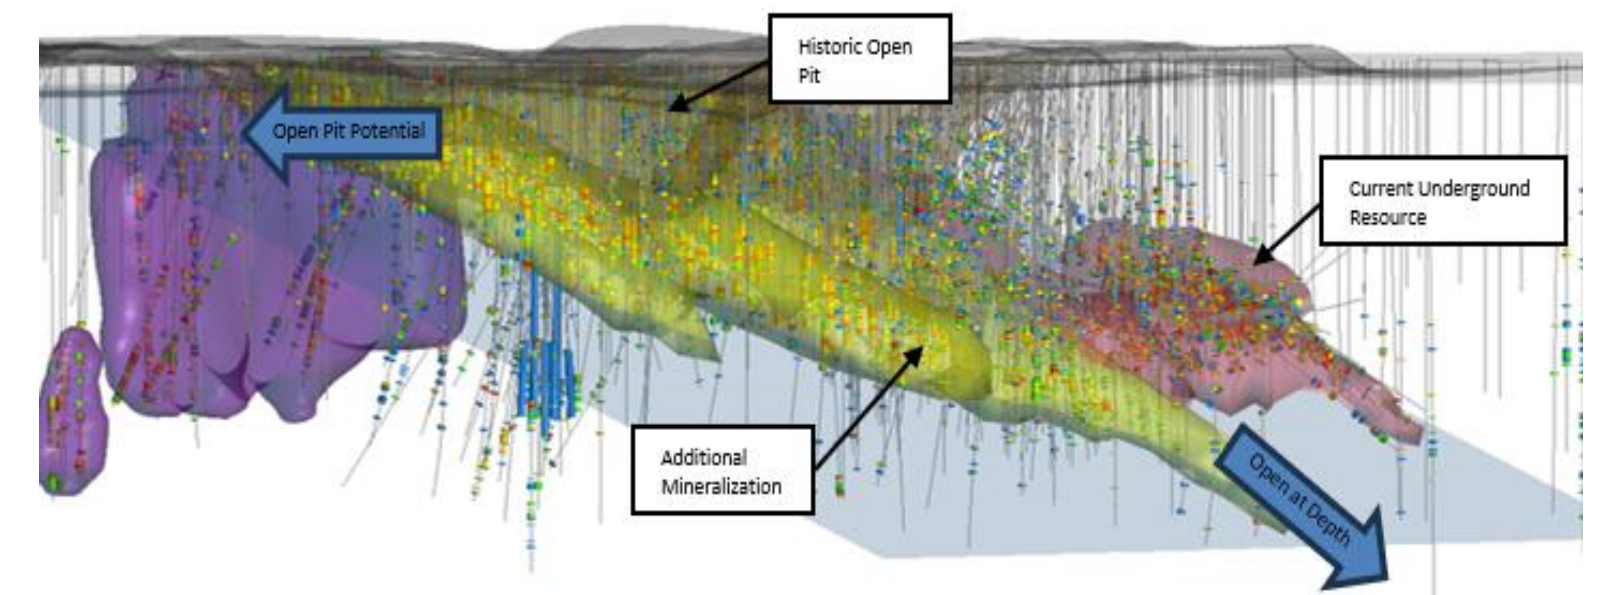 Historic Open
Pit
Open Pit Potential
Current Underground
Resource
Additional
Mineralization
Open at Depth